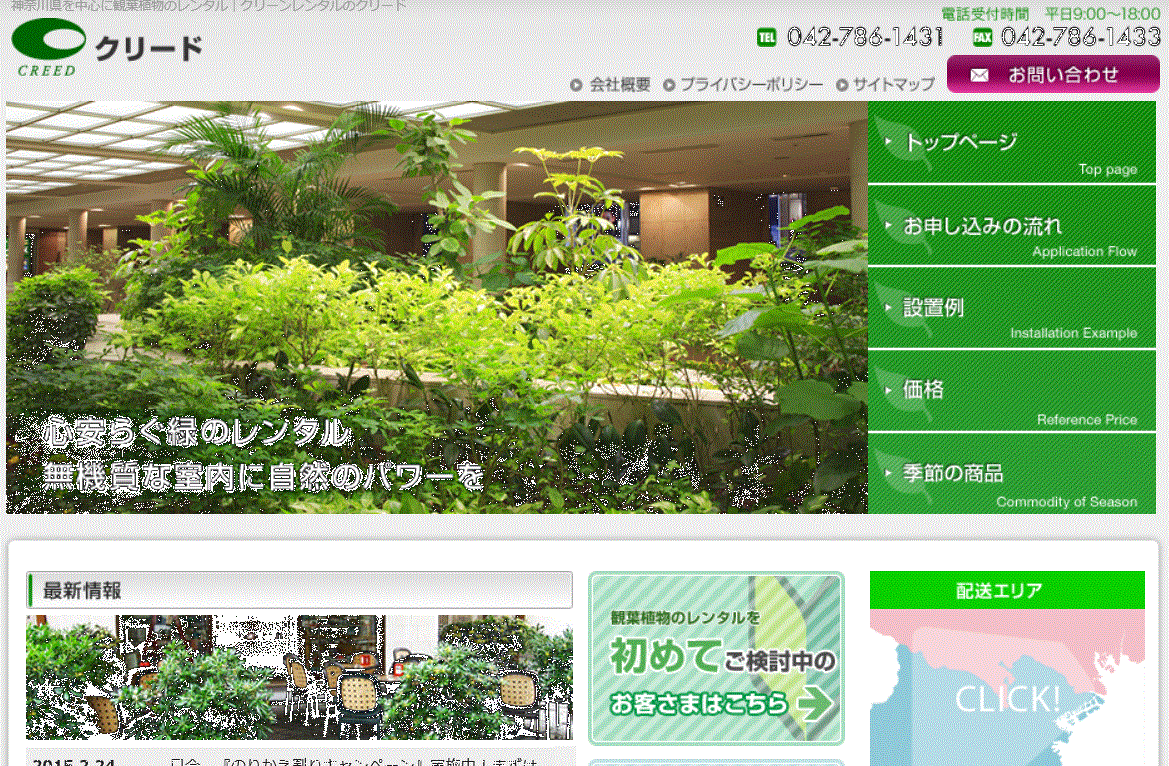 神奈川県を中心に観葉植物のレンタル｜グリーンレンタルのクリード
電話受付時間 平日9:00～18:00
クリード
CREED
TEL 042-786-1431 FAX 042-786-1433
会社概要 プライバシーポリシー サイトマップ
お問い合わせ
トップページ
Top page
お申し込みの流れ
Application Flow
設置例
Installation Example
価格
Reference Price
季節の商品
Commodity of Season
心安らぐ緑のレンタル
無機質な室内に自然のパワーを
最新情報
観葉植物のレンタルを
初めてご検討中の
お客さまはこちら
配送エリア
CLICK!
2015.2.24